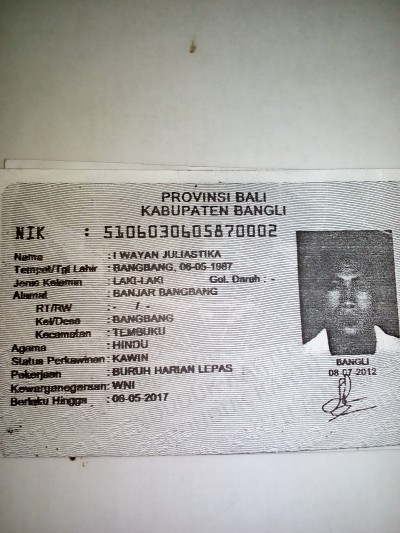 PROVINSI BALI
KABUPATEN BANGLI
NIK : 5106030605870002
Nama : I WAYAN JULIASTIKA
Tempat/Tgl Lahir : BANGBANG, 06-05-1987
Jenis Kelamin : LAKI-LAKI Gol. Darah : -
Alamat : BANJAR BANGBANG
RT/RW : - / -
Kel/Desa : BANGBANG
Kecamatan : TEMBUKU
Agama : HINDU
Status Perkawinan : KAWIN
Pekerjaan : BURUH HARIAN LEPAS
Kewarganegaraan : WNI
Berlaku Hingga : 06-05-2017
BANGLI
08-07-2012